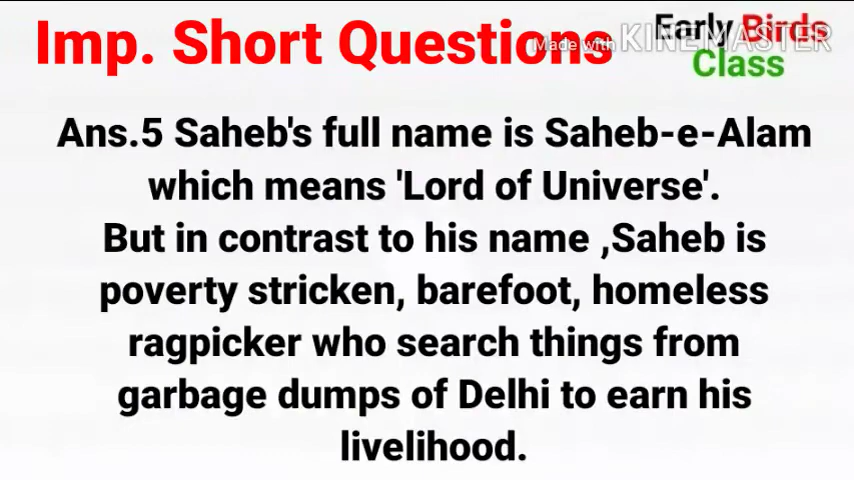 Imp. Short Questions
Early Birds
Made with KINEMASTER
Class
Ans.5 Saheb's full name is Saheb-e-Alam
which means 'Lord of Universe'.
But in contrast to his name ,Saheb is
poverty stricken, barefoot, homeless
ragpicker who search things from
garbage dumps of Delhi to earn his
livelihood.